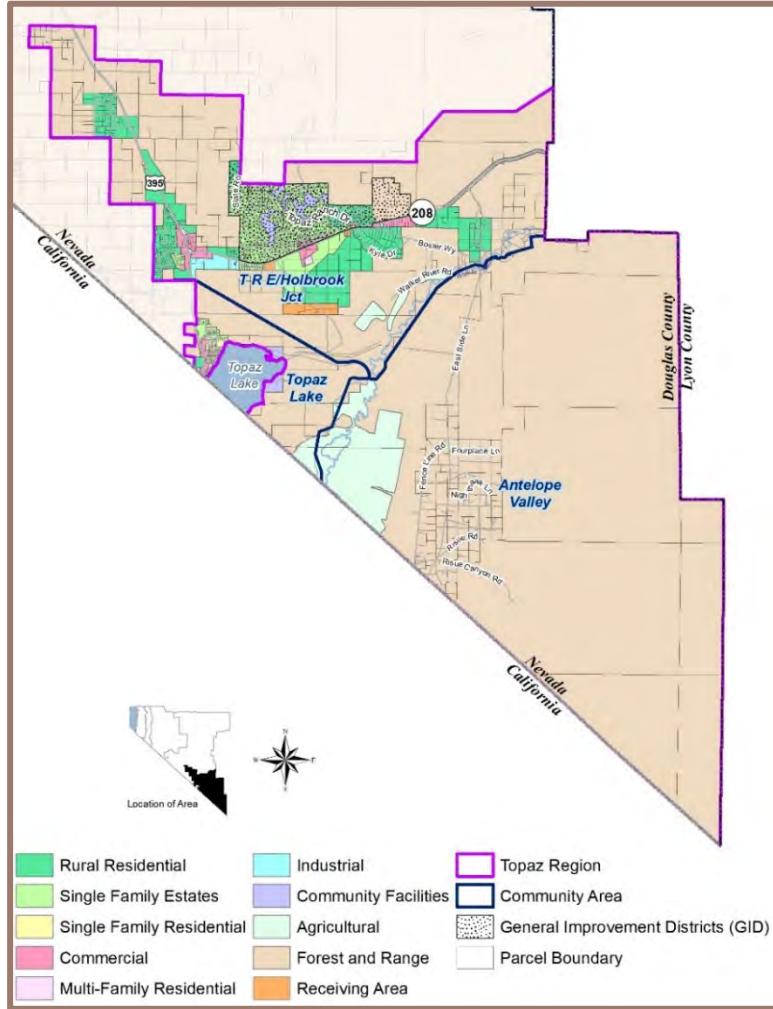 395
Nevada
California
Topaz Ranch Dr
208
Kyle Dr
Bowler Wy
Walker River Rd
T-R E/Holbrook
Jct
East Side Ln
Douglas County
Lyon County
Topaz
Lake
Topaz
Lake
Fence Line Rd
Fourplace Ln
Antelope
Valley
Risue Rd
Risue Canyon Rd
Nevada
California
N
W
E
S
Location of Area
Rural Residential
Industrial
Topaz Region
Single Family Estates
Community Facilities
Community Area
Single Family Residential
Agricultural
General Improvement Districts (GID)
Commercial
Forest and Range
Parcel Boundary
Multi-Family Residential
Receiving Area